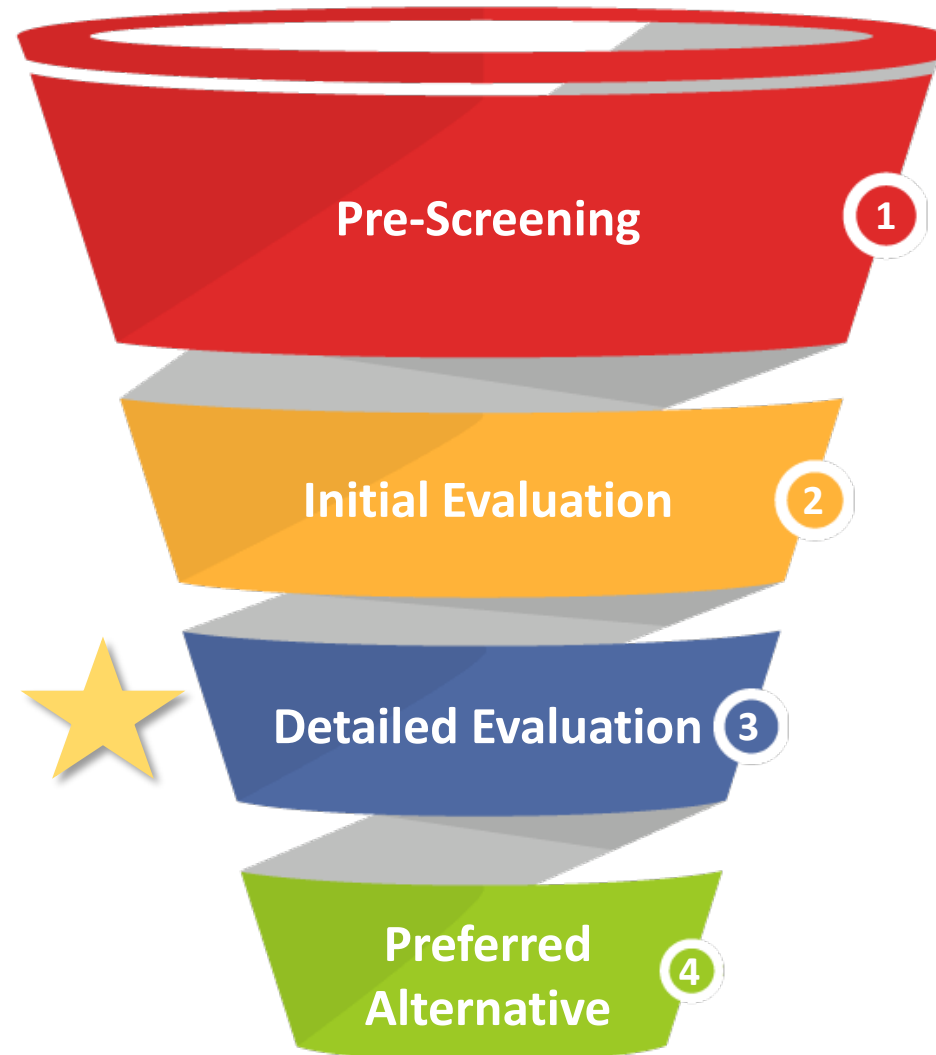 Pre-Screening
1
Initial Evaluation
2
Detailed Evaluation
3
Preferred
Alternative
4